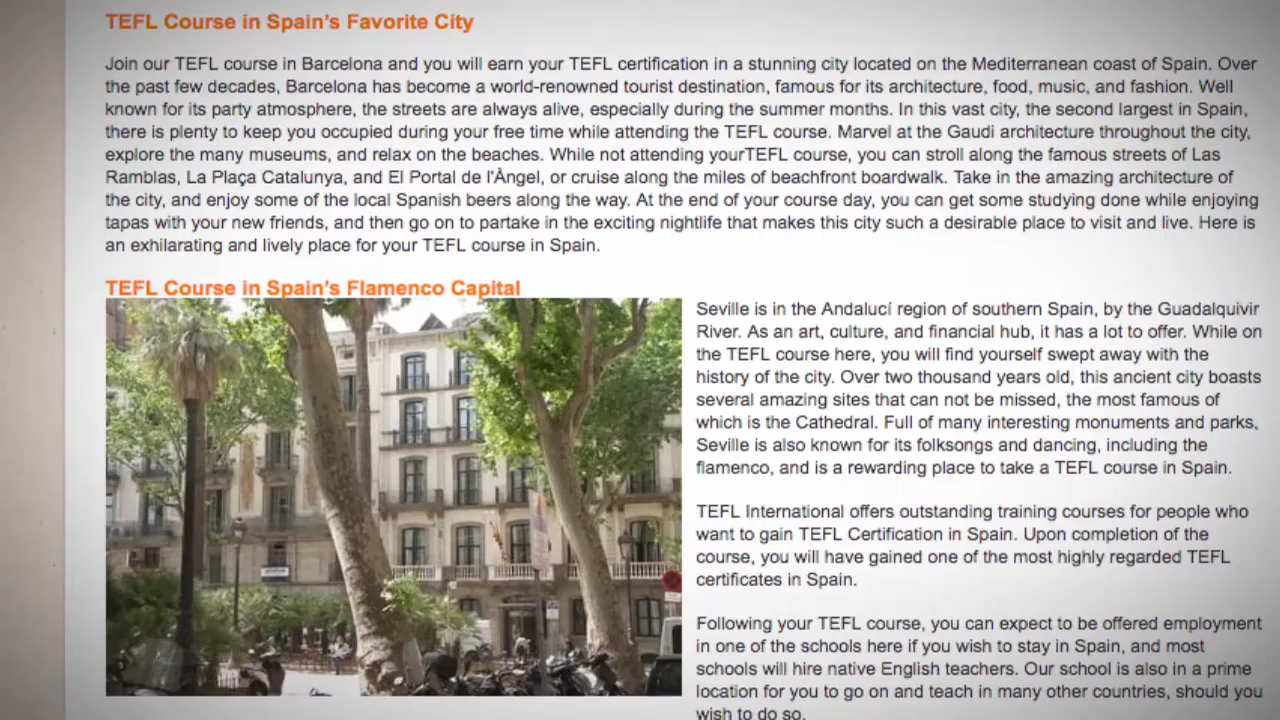 TEFL Course in Spain's Favorite City
Join our TEFL course in Barcelona and you will earn your TEFL certification in a stunning city located on the Mediterranean coast of Spain. Over
the past few decades, Barcelona has become a world-renowned tourist destination, famous for its architecture, food, music, and fashion. Well
known for its party atmosphere, the streets are always alive, especially during the summer months. In this vast city, the second largest in Spain,
there is plenty to keep you occupied during your free time while attending the TEFL course. Marvel at the Gaudi architecture throughout the city,
explore the many museums, and relax on the beaches. While not attending yourTEFL course, you can stroll along the famous streets of Las
Ramblas, La Plaça Catalunya, and El Portal de l'Àngel, or cruise along the miles of beachfront boardwalk. Take in the amazing architecture of
the city, and enjoy some of the local Spanish beers along the way. At the end of your course day, you can get some studying done while enjoying
tapas with your new friends, and then go on to partake in the exciting nightlife that makes this city such a desirable place to visit and live. Here is
an exhilarating and lively place for your TEFL course in Spain.
TEFL Course in Spain's Flamenco Capital
Seville is in the Andalucí region of southern Spain, by the Guadalquivir
River. As an art, culture, and financial hub, it has a lot to offer. While on
the TEFL course here, you will find yourself swept away with the
history of the city. Over two thousand years old, this ancient city boasts
several amazing sites that can not be missed, the most famous of
which is the Cathedral. Full of many interesting monuments and parks,
Seville is also known for its folksongs and dancing, including the
flamenco, and is a rewarding place to take a TEFL course in Spain.
TEFL International offers outstanding training courses for people who
want to gain TEFL Certification in Spain. Upon completion of the
course, you will have gained one of the most highly regarded TEFL
certificates in Spain.
Following your TEFL course, you can expect to be offered employment
in one of the schools here if you wish to stay in Spain, and most
schools will hire native English teachers. Our school is also in a prime
location for you to go on and teach in many other countries, should you
wish to do so.